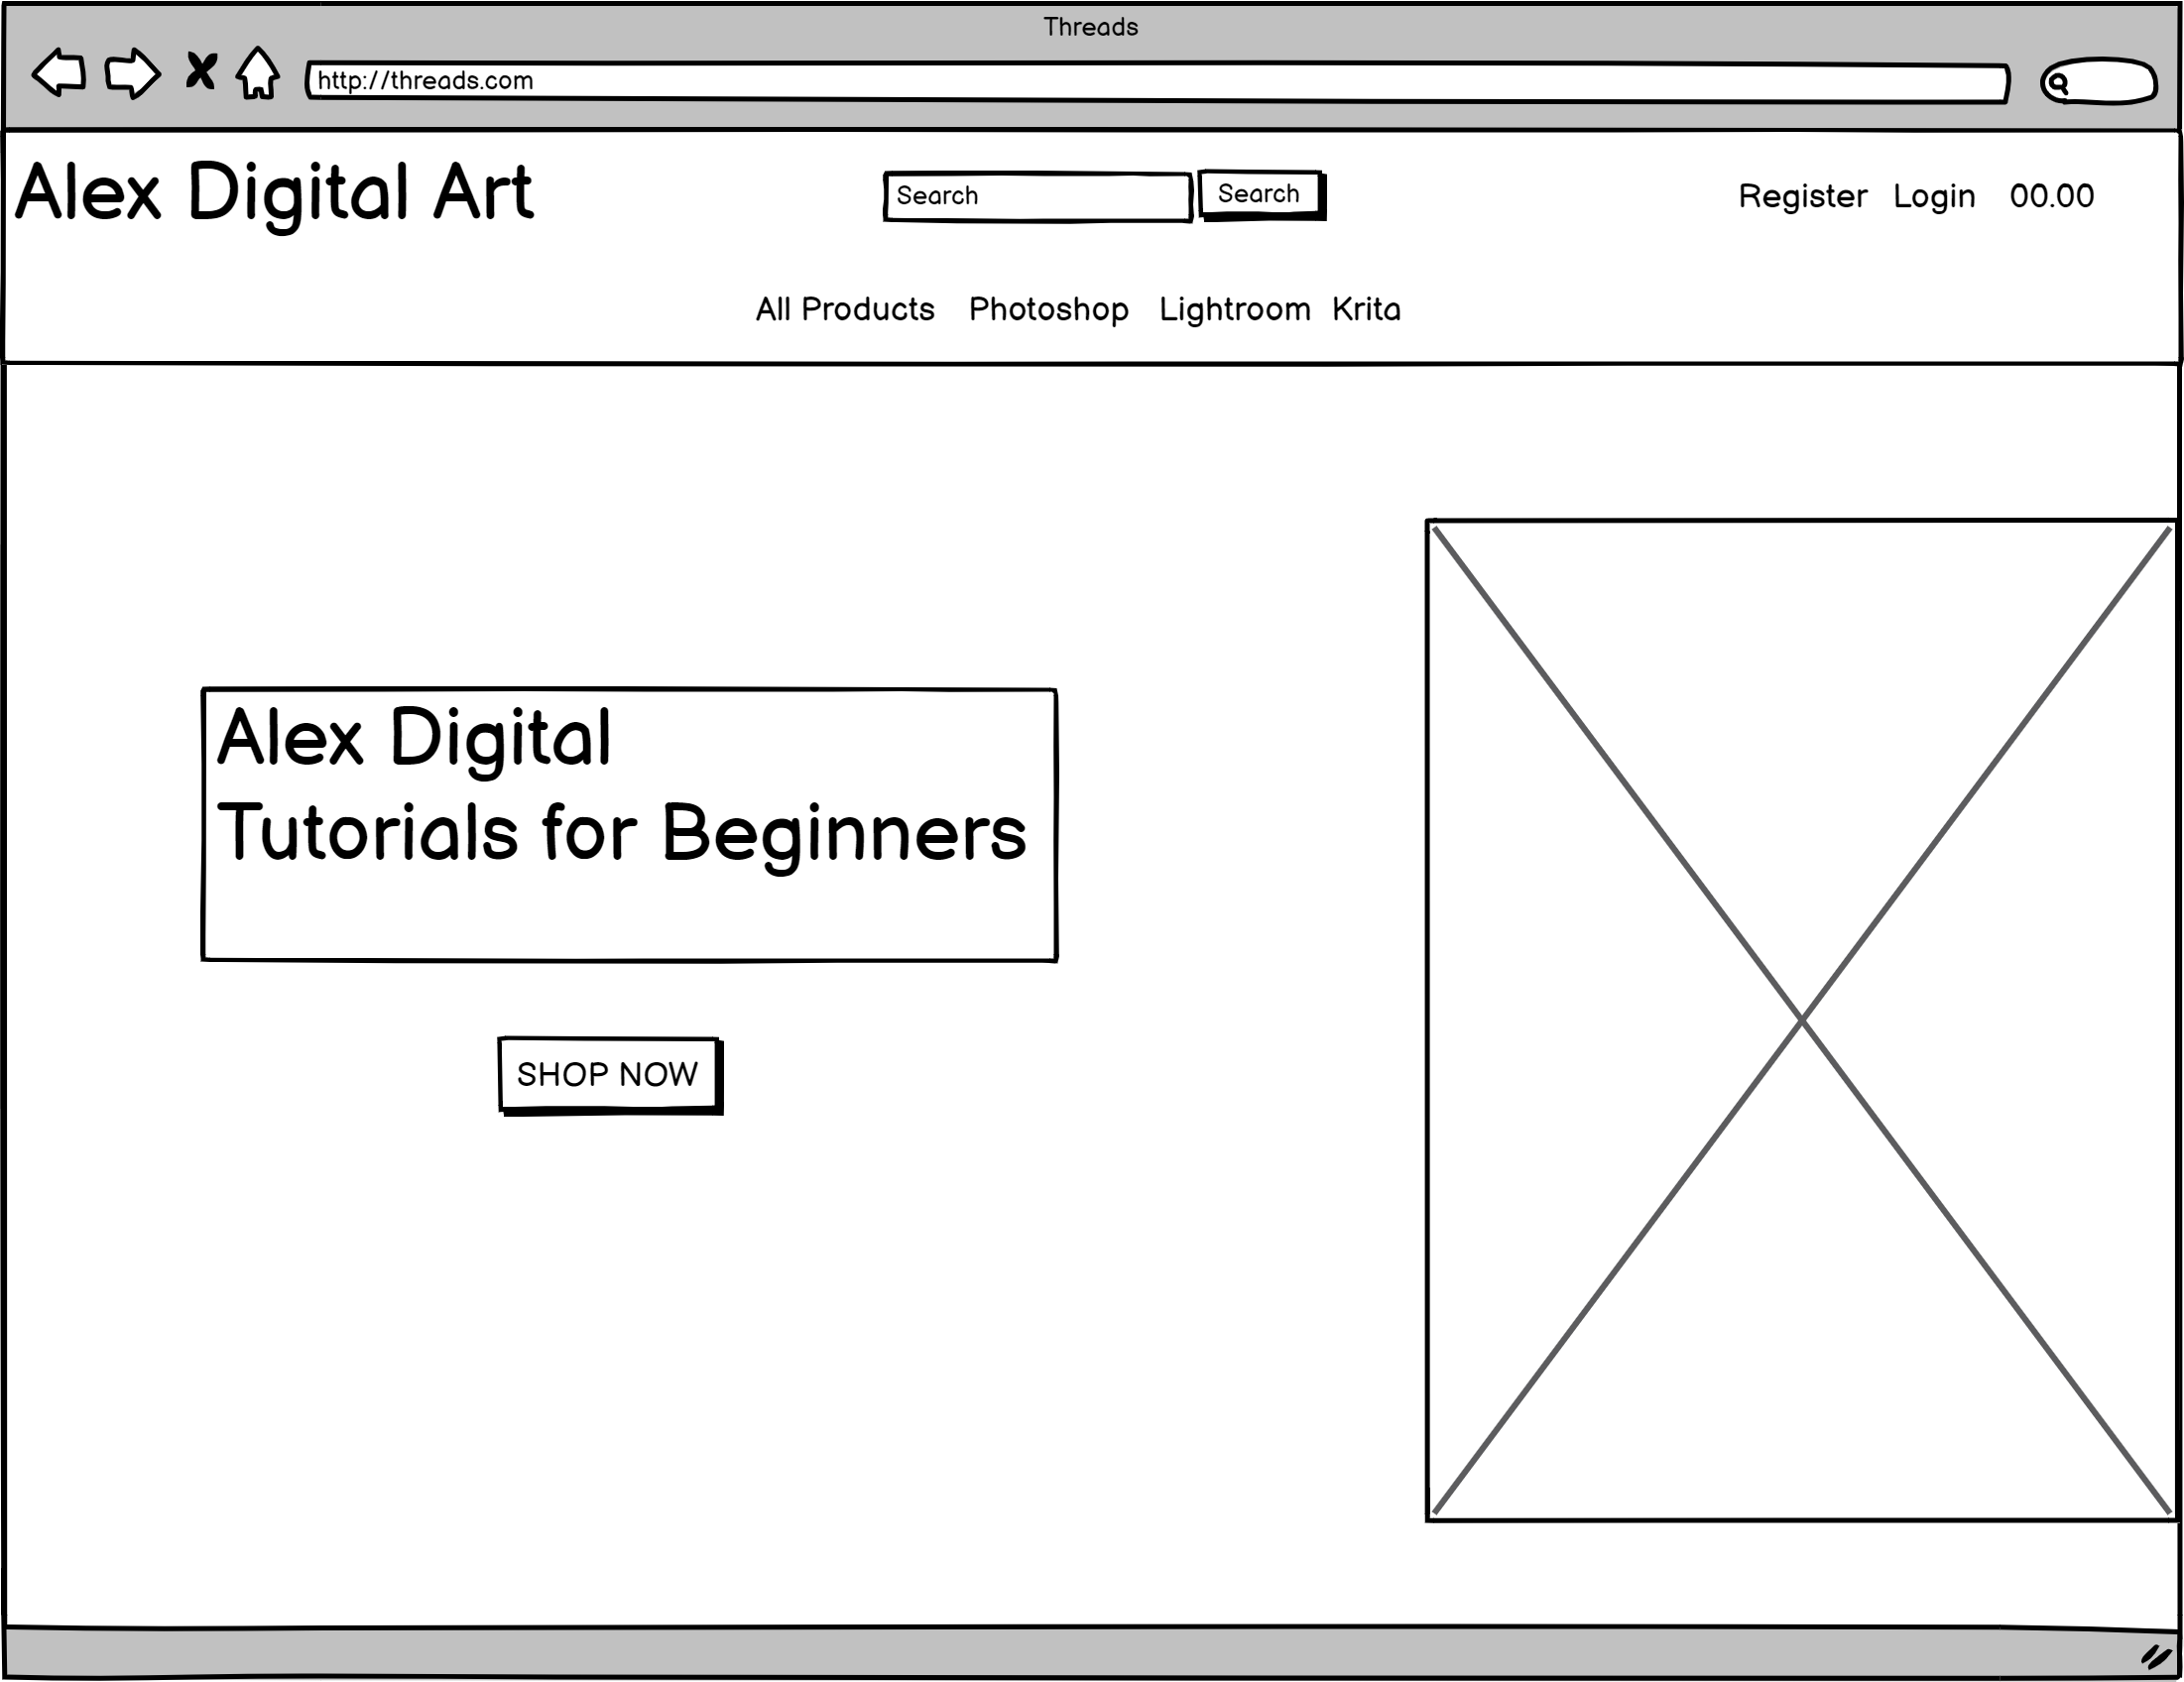 Threads
http://threads.com
Alex Digital Art
Search
Search
Register Login 00.00
All Products Photoshop Lightroom Krita
Alex Digital
Tutorials for Beginners
SHOP NOW